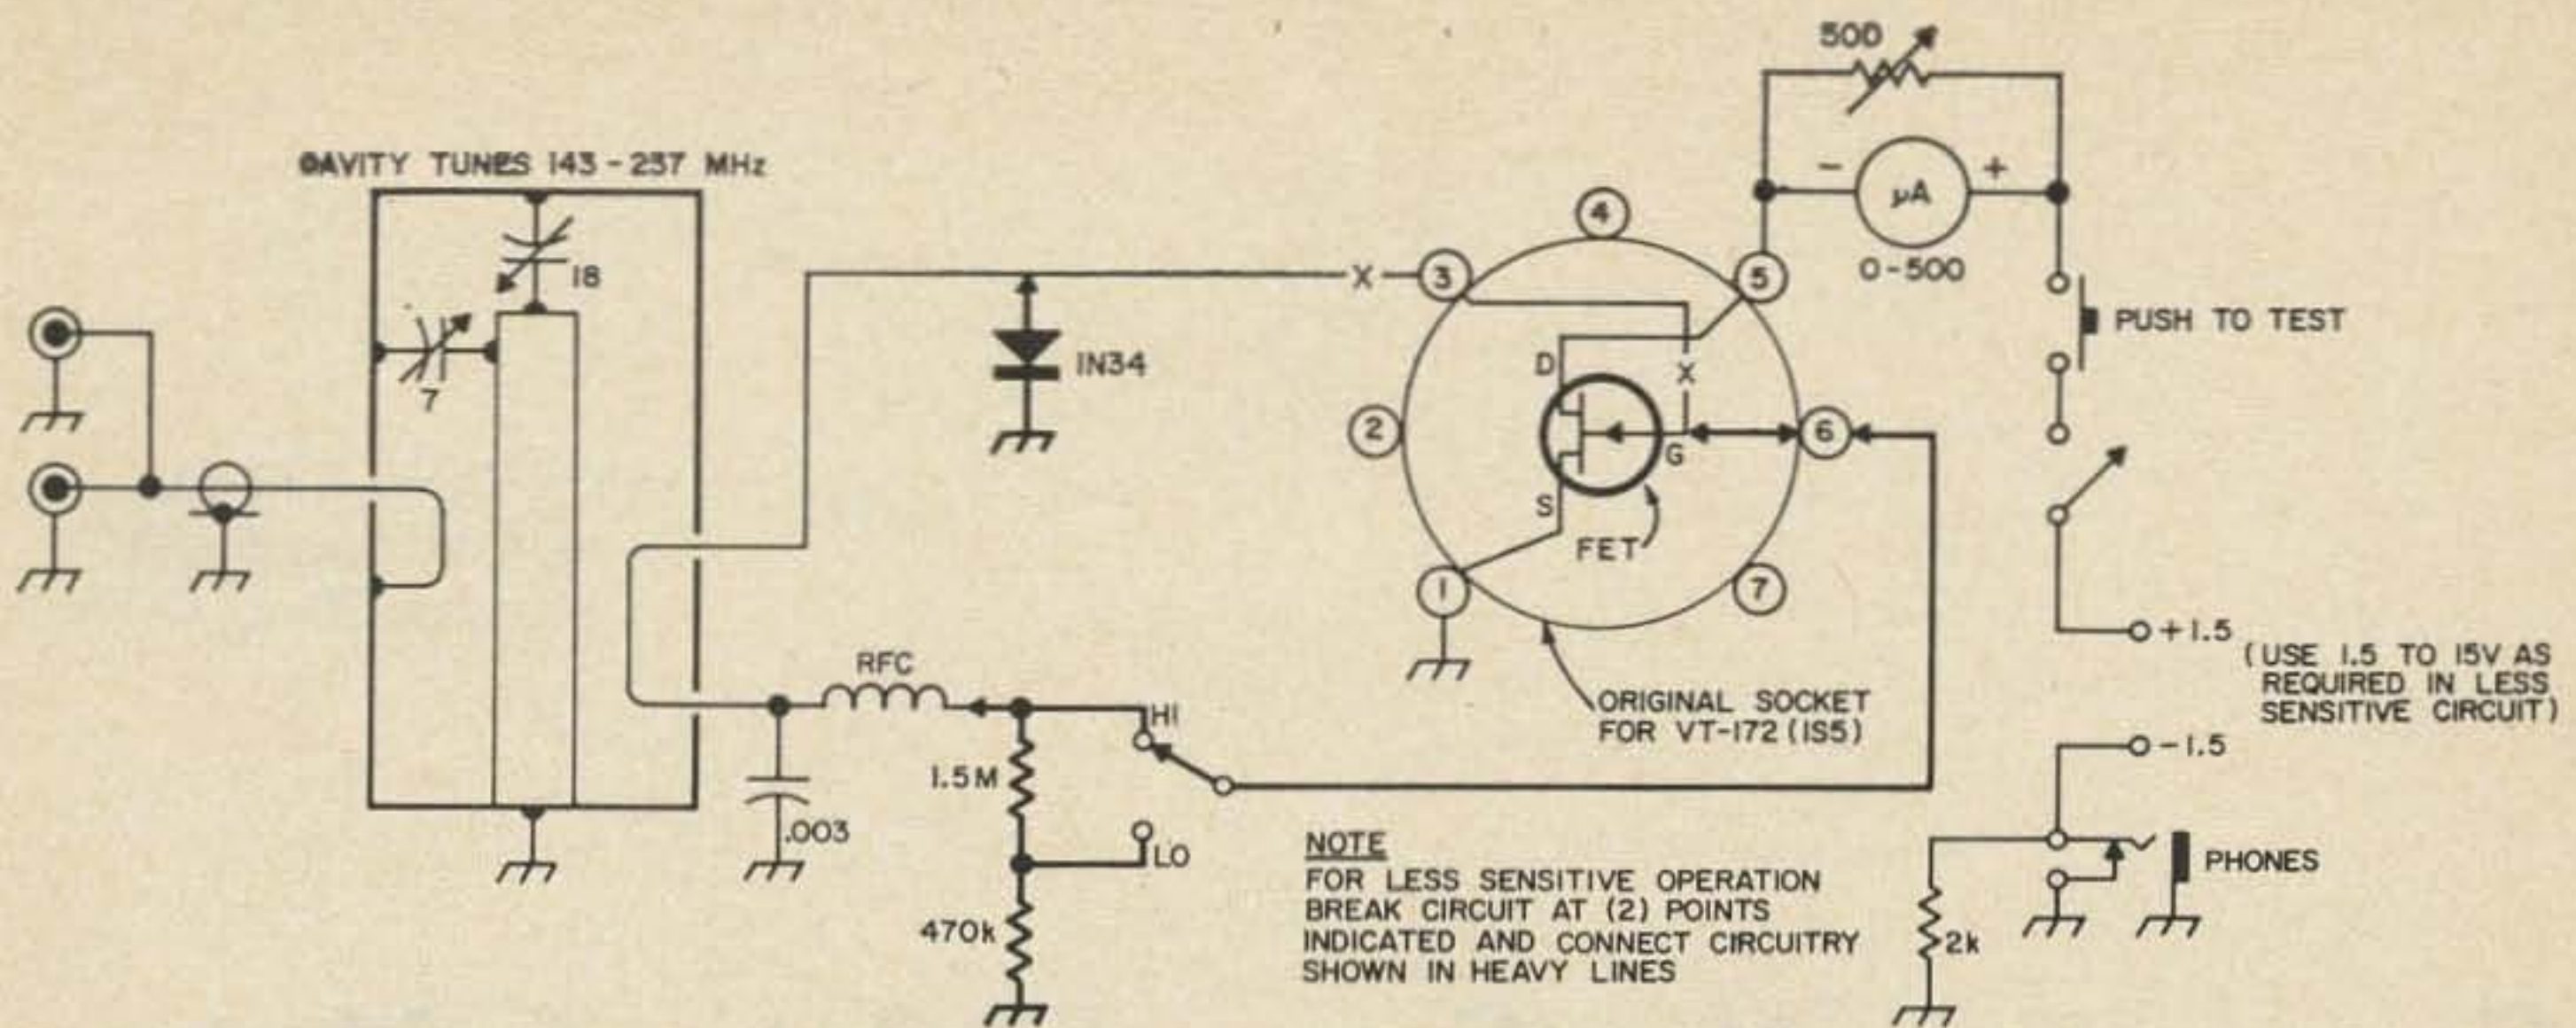 CAVITY TUNES 143-237 MHz
18
7
1N34
X
3
4
5
2
6
1
7
D
X
G
S
FET
500
-
µA
+
0-500
PUSH TO TEST
+1.5
(USE 1.5 TO 15V AS
REQUIRED IN LESS
SENSITIVE CIRCUIT)
-1.5
PHONES
2k
ORIGINAL SOCKET
FOR VT-172 (1S5)
RFC
HI
1.5M
LO
.003
470k
NOTE
FOR LESS SENSITIVE OPERATION
BREAK CIRCUIT AT (2) POINTS
INDICATED AND CONNECT CIRCUITRY
SHOWN IN HEAVY LINES